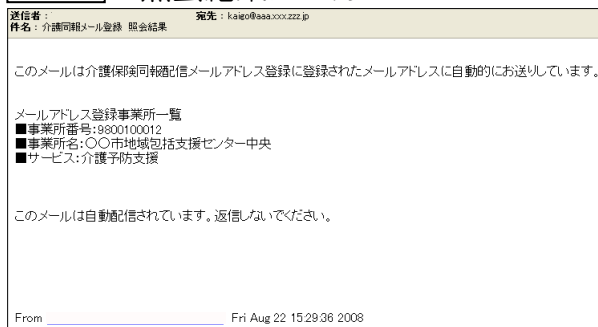 送信者： 宛先：kaigo@aaa.xxx.zzz.jp
件名：介護同報メール登録 照会結果
このメールは介護保険同報配信メールアドレス登録に登録されたメールアドレスに自動的にお送りしています。
メールアドレス登録事業所一覧
■事業所番号:9800100012
■事業所名:〇〇市地域包括支援センター中央
■サービス:介護予防支援
このメールは自動配信されています。返信しないでください。
From Fri Aug 22 15:29:36 2008